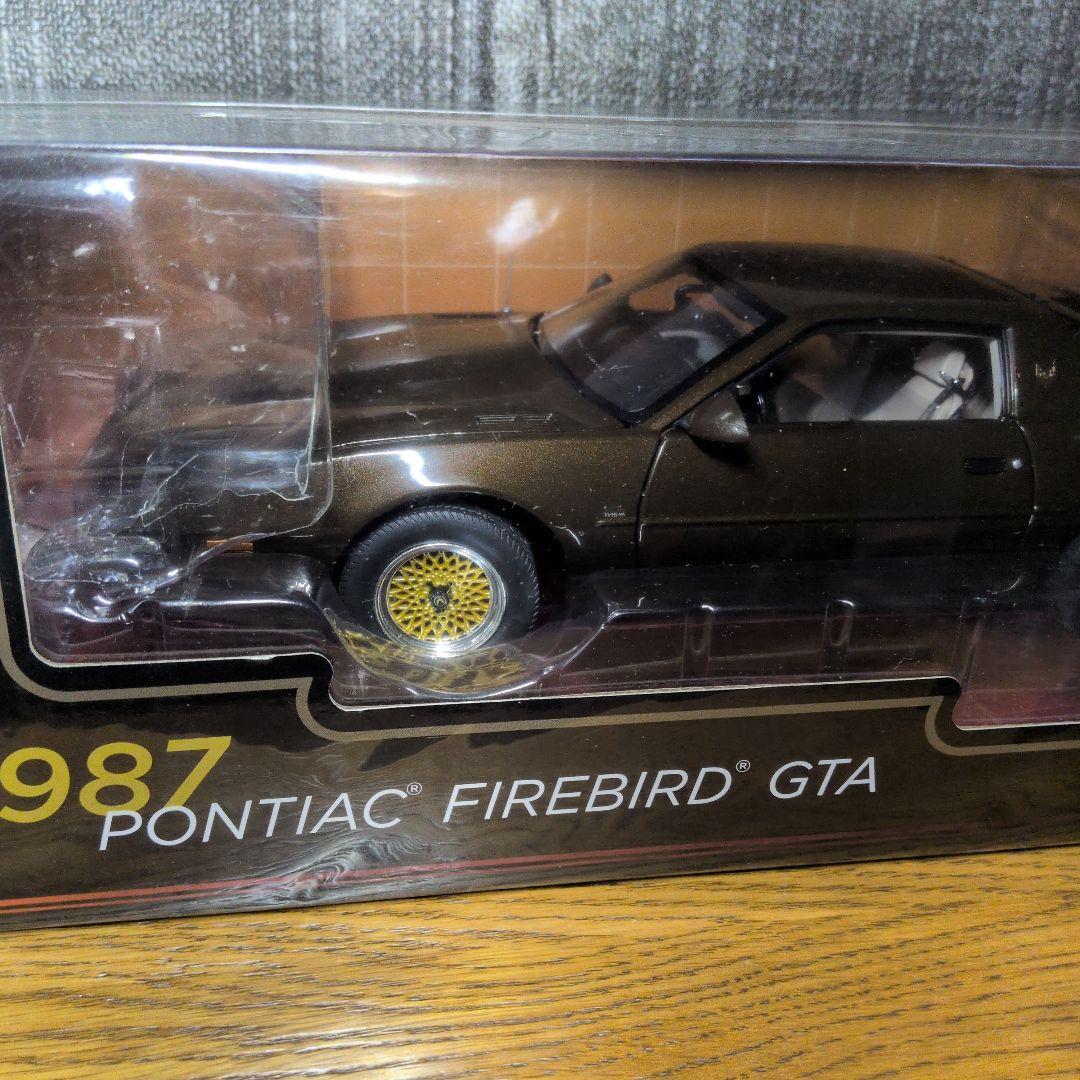 987
PONTIAC® FIREBIRD® GTA